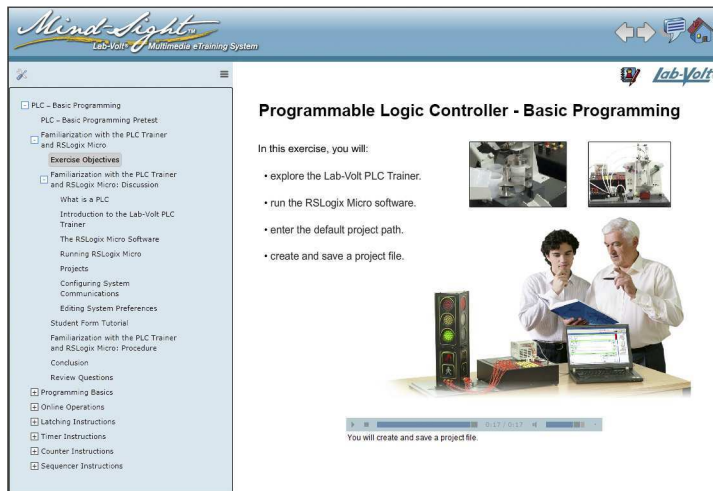 Mind-Sight™
Lab-Volt® Multimedia eTraining System
Lab-Volt®
PLC – Basic Programming
PLC – Basic Programming Pretest
Familiarization with the PLC Trainer
and RSLogix Micro
Exercise Objectives
Familiarization with the PLC Trainer
and RSLogix Micro: Discussion
What is a PLC
Introduction to the Lab-Volt PLC
Trainer
The RSLogix Micro Software
Running RSLogix Micro
Projects
Configuring System
Communications
Editing System Preferences
Student Form Tutorial
Familiarization with the PLC Trainer
and RSLogix Micro: Procedure
Conclusion
Review Questions
Programming Basics
Online Operations
Latching Instructions
Timer Instructions
Counter Instructions
Sequencer Instructions
Programmable Logic Controller - Basic Programming
In this exercise, you will:
• explore the Lab-Volt PLC Trainer.
• run the RSLogix Micro software.
• enter the default project path.
• create and save a project file.
0:17 / 0:17
You will create and save a project file.